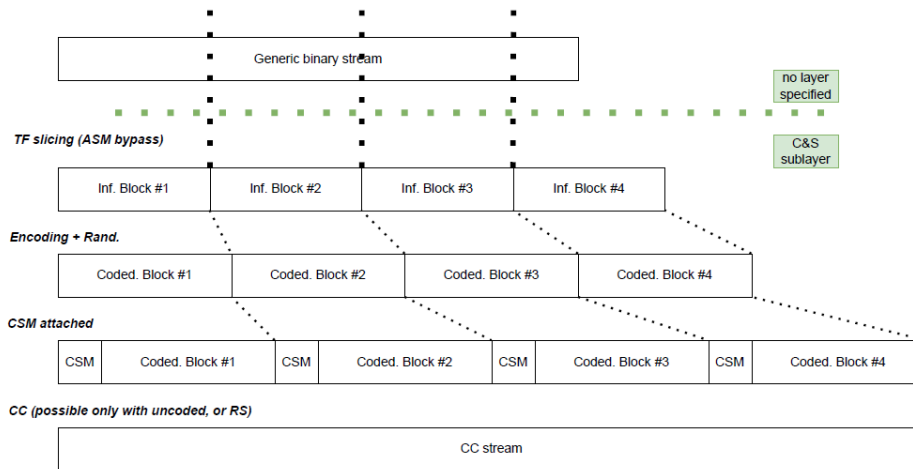 Generic binary stream
no layer
specified
TF slicing (ASM bypass)
C&S
sublayer
Inf. Block #1 Inf. Block #2 Inf. Block #3 Inf. Block #4
Encoding + Rand.
Coded. Block #1 Coded. Block #2 Coded. Block #3 Coded. Block #4
CSM attached
CSM Coded. Block #1 CSM Coded. Block #2 CSM Coded. Block #3 CSM Coded. Block #4
CC (possible only with uncoded, or RS)
CC stream